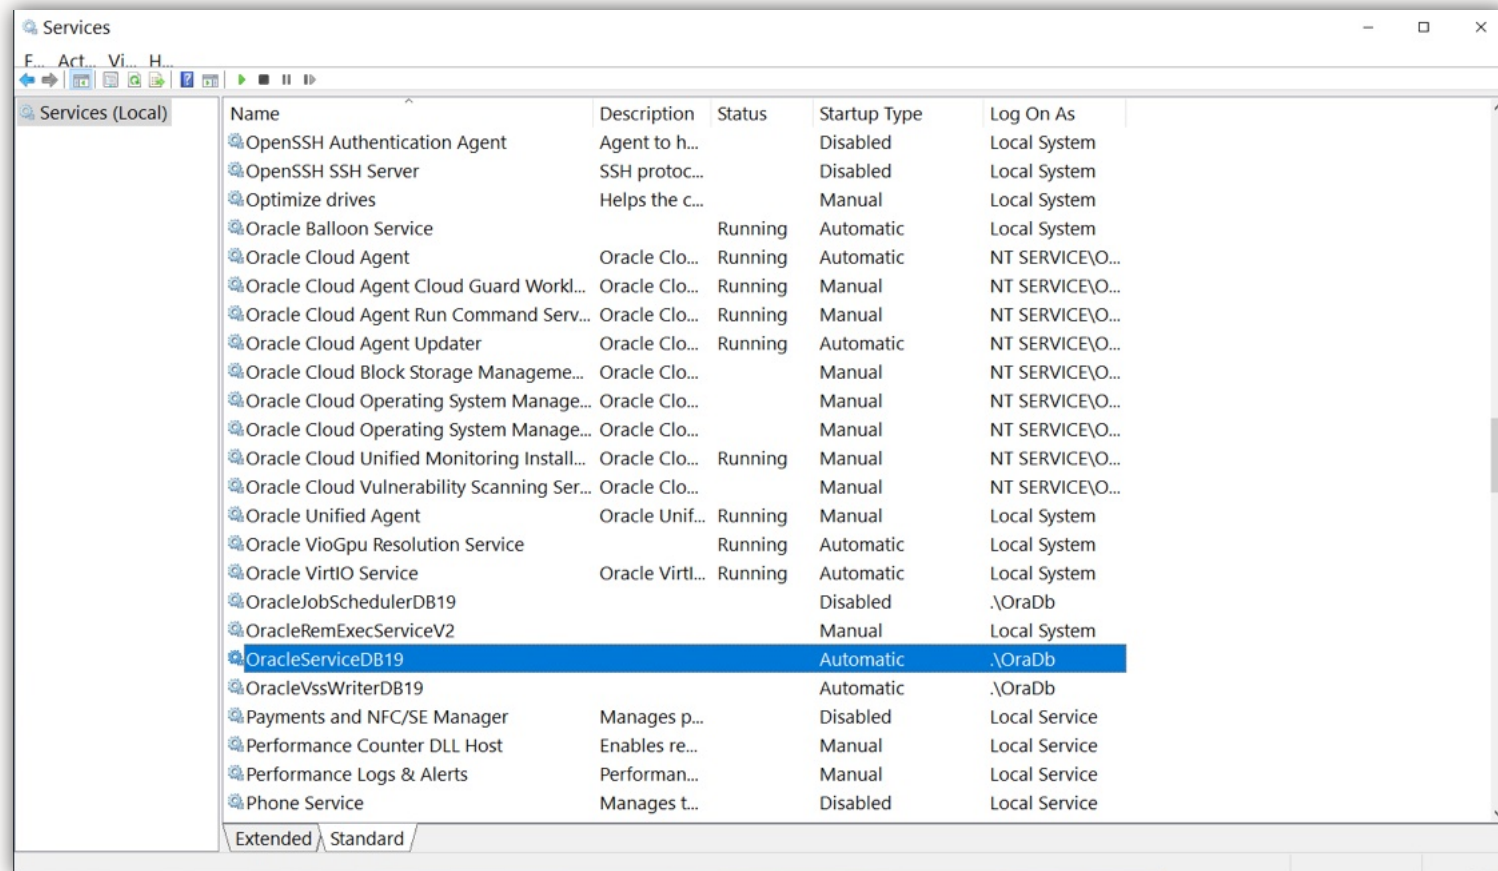 Services
F... Act... Vi... H...
Services (Local)
Name Description Status Startup Type Log On As
OpenSSH Authentication Agent Agent to h... Disabled Local System
OpenSSH SSH Server SSH protoc... Disabled Local System
Optimize drives Helps the c... Manual Local System
Oracle Balloon Service Running Automatic Local System
Oracle Cloud Agent Oracle Clo... Running Automatic NT SERVICE\O...
Oracle Cloud Agent Cloud Guard Workl... Oracle Clo... Running Manual NT SERVICE\O...
Oracle Cloud Agent Run Command Serv... Oracle Clo... Running Manual NT SERVICE\O...
Oracle Cloud Agent Updater Oracle Clo... Running Automatic NT SERVICE\O...
Oracle Cloud Block Storage Manageme... Oracle Clo... Manual NT SERVICE\O...
Oracle Cloud Operating System Manage... Oracle Clo... Manual NT SERVICE\O...
Oracle Cloud Operating System Manage... Oracle Clo... Manual NT SERVICE\O...
Oracle Cloud Unified Monitoring Install... Oracle Clo... Running Manual NT SERVICE\O...
Oracle Cloud Vulnerability Scanning Ser... Oracle Clo... Manual NT SERVICE\O...
Oracle Unified Agent Oracle Unif... Running Manual Local System
Oracle VioGpu Resolution Service Running Automatic Local System
Oracle VirtIO Service Oracle VirtI... Running Automatic Local System
OracleJobSchedulerDB19 Disabled .\OraDb
OracleRemExecServiceV2 Manual Local System
OracleServiceDB19 Automatic .\OraDb
OracleVssWriterDB19 Automatic .\OraDb
Payments and NFC/SE Manager Manages p... Disabled Local Service
Performance Counter DLL Host Enables re... Manual Local Service
Performance Logs & Alerts Performan... Manual Local Service
Phone Service Manages t... Disabled Local Service
Extended Standard